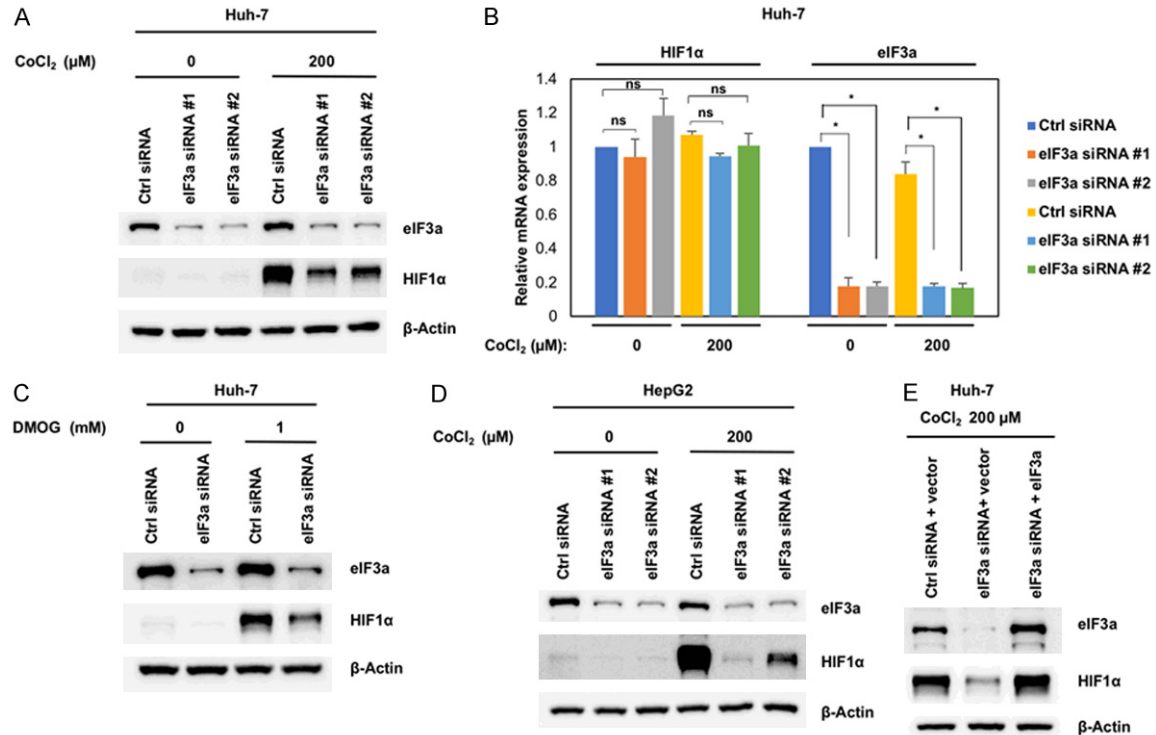 A
Huh-7
CoCl₂ (µM)
0
200
Ctrl siRNA
eIF3a siRNA #1
eIF3a siRNA #2
Ctrl siRNA
eIF3a siRNA #1
eIF3a siRNA #2
eIF3a
HIF1α
β-Actin
B
Huh-7
HIF1α
eIF3a
Relative mRNA expression
1.4
1.2
1
0.8
0.6
0.4
0.2
0
ns
ns
ns
ns
*
*
*
*
CoCl₂ (µM):
0
200
0
200
Ctrl siRNA
eIF3a siRNA #1
eIF3a siRNA #2
Ctrl siRNA
eIF3a siRNA #1
eIF3a siRNA #2
C
Huh-7
DMOG (mM)
0
1
Ctrl siRNA
eIF3a siRNA
Ctrl siRNA
eIF3a siRNA
eIF3a
HIF1α
β-Actin
D
HepG2
CoCl₂ (µM)
0
200
Ctrl siRNA
eIF3a siRNA #1
eIF3a siRNA #2
Ctrl siRNA
eIF3a siRNA #1
eIF3a siRNA #2
eIF3a
HIF1α
β-Actin
E
Huh-7
CoCl₂ 200 µM
Ctrl siRNA + vector
eIF3a siRNA+ vector
eIF3a siRNA + eIF3a
eIF3a
HIF1α
β-Actin